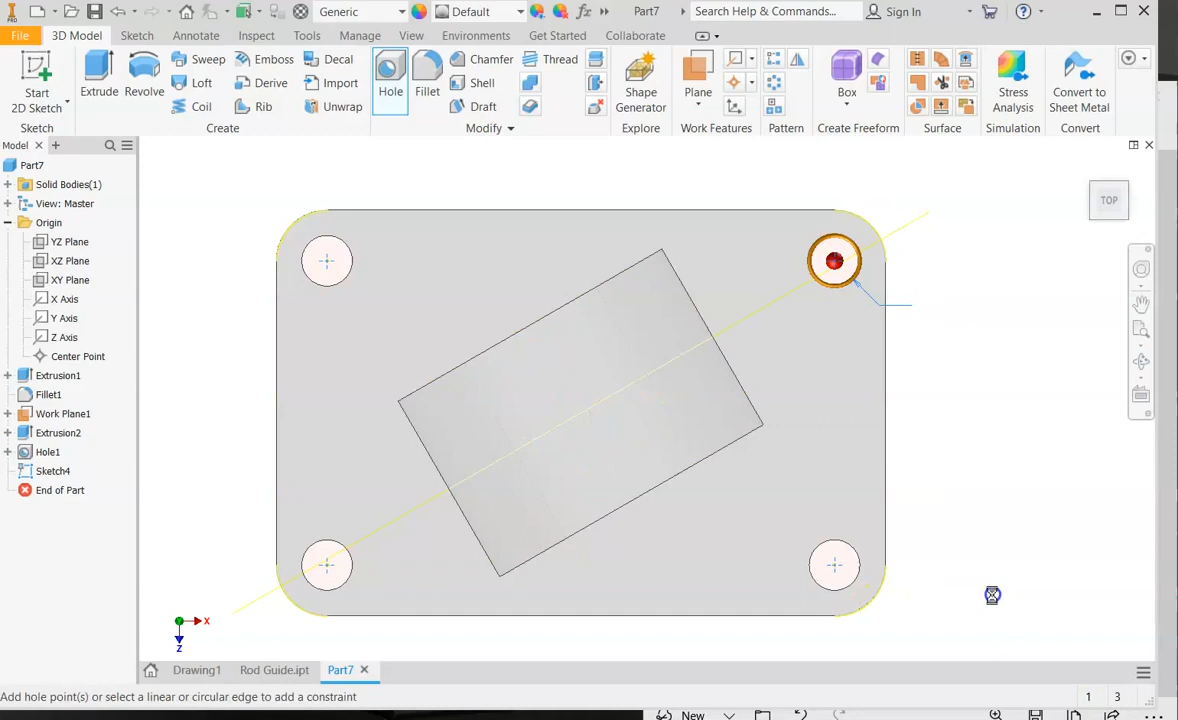 PRO
Generic
Default
fx
Part7
Search Help & Commands...
Sign In
File
3D Model
Sketch
Annotate
Inspect
Tools
Manage
View
Environments
Get Started
Collaborate
Start
2D Sketch
Extrude
Revolve
Sweep
Emboss
Decal
Loft
Derive
Import
Coil
Rib
Unwrap
Hole
Fillet
Chamfer
Thread
Shell
Draft
Shape
Generator
Plane
Box
Stress
Analysis
Convert to
Sheet Metal
Sketch
Create
Modify
Explore
Work Features
Pattern
Create Freeform
Surface
Simulation
Convert
Model
Part7
Solid Bodies(1)
View: Master
Origin
YZ Plane
XZ Plane
XY Plane
X Axis
Y Axis
Z Axis
Center Point
Extrusion1
Fillet1
Work Plane1
Extrusion2
Hole1
Sketch4
End of Part
TOP
X
Z
Drawing1
Rod Guide.ipt
Part7
Add hole point(s) or select a linear or circular edge to add a constraint
1 3
New